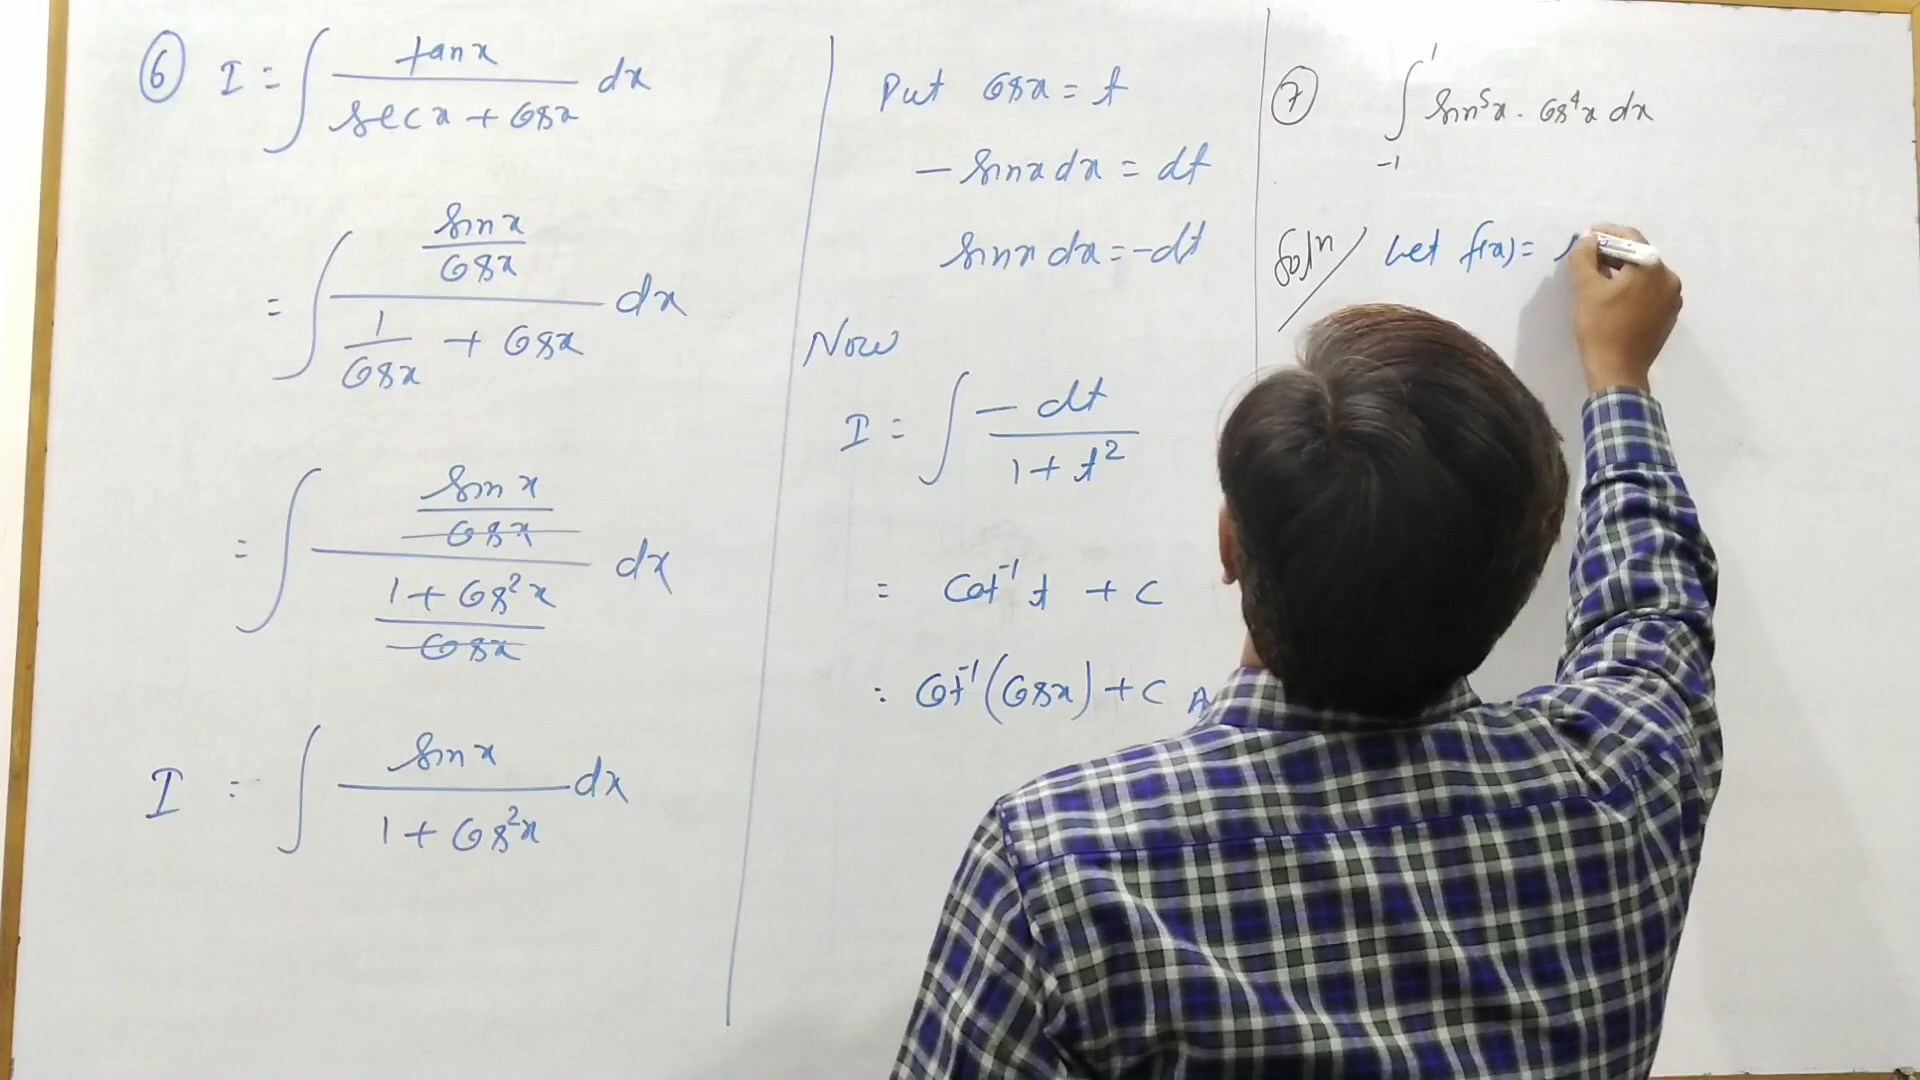 ⑥ I = ∫ tanx / (secx + cosx) dx
= ∫ (sinx / cosx) / (1/cosx + cosx) dx
= ∫ (sinx / cosx) / ((1 + cos²x) / cosx) dx
I = ∫ sinx / (1 + cos²x) dx
Put cosx = t
- sinx dx = dt
sinx dx = -dt
Now
I = ∫ - dt / (1 + t²)
= cot⁻¹ t + c
= cot⁻¹(cosx) + c
⑦ ∫₋₁¹ sin⁵x . cos⁴x dx
Solⁿ/ Let f(x) =